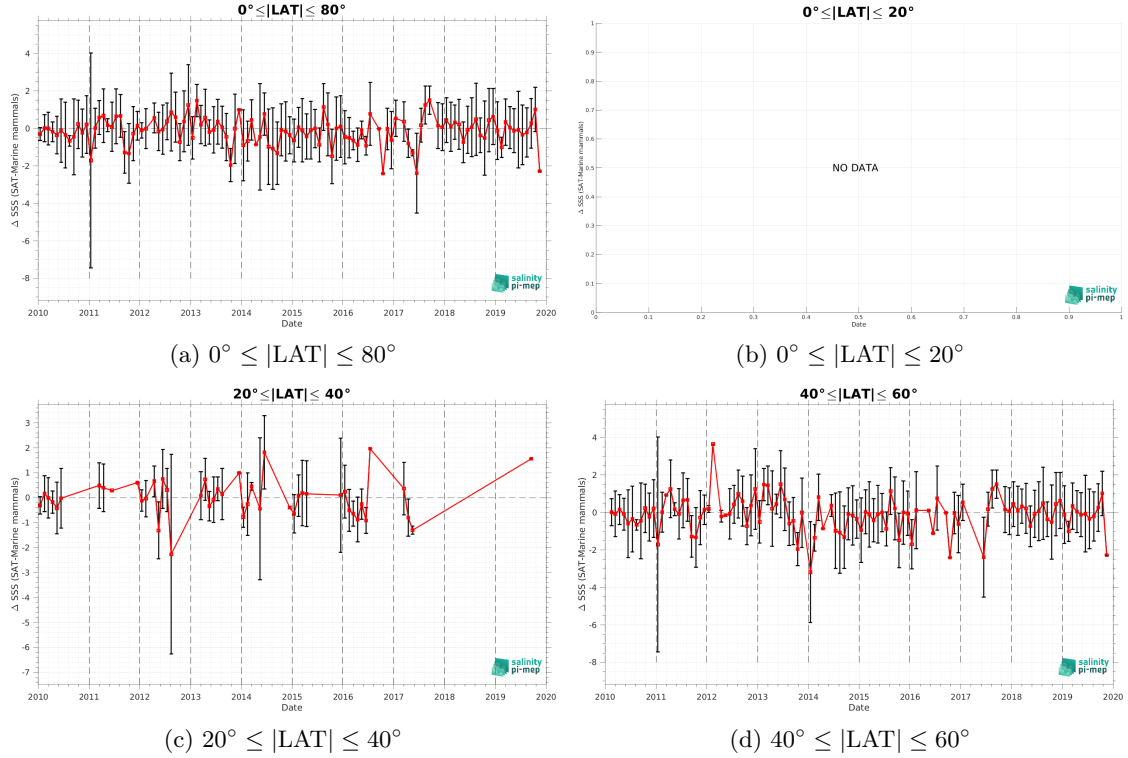 0°≤|LAT|≤ 80°
Δ SSS (SAT-Marine mammals)
4
2
0
-2
-4
-6
-8
2010 2011 2012 2013 2014 2015 2016 2017 2018 2019 2020
Date
salinity
pi-mep
(a) 0° ≤ |LAT| ≤ 80°
0°≤|LAT|≤ 20°
Δ SSS (SAT-Marine mammals)
1
0.9
0.8
0.7
0.6
0.5
0.4
0.3
0.2
0.1
0
NO DATA
0 0.1 0.2 0.3 0.4 0.5 0.6 0.7 0.8 0.9 1
Date
salinity
pi-mep
(b) 0° ≤ |LAT| ≤ 20°
20°≤|LAT|≤ 40°
Δ SSS (SAT-Marine mammals)
3
2
1
0
-1
-2
-3
-4
-5
-6
-7
2010 2011 2012 2013 2014 2015 2016 2017 2018 2019 2020
Date
salinity
pi-mep
(c) 20° ≤ |LAT| ≤ 40°
40°≤|LAT|≤ 60°
Δ SSS (SAT-Marine mammals)
4
2
0
-2
-4
-6
-8
2010 2011 2012 2013 2014 2015 2016 2017 2018 2019 2020
Date
salinity
pi-mep
(d) 40° ≤ |LAT| ≤ 60°